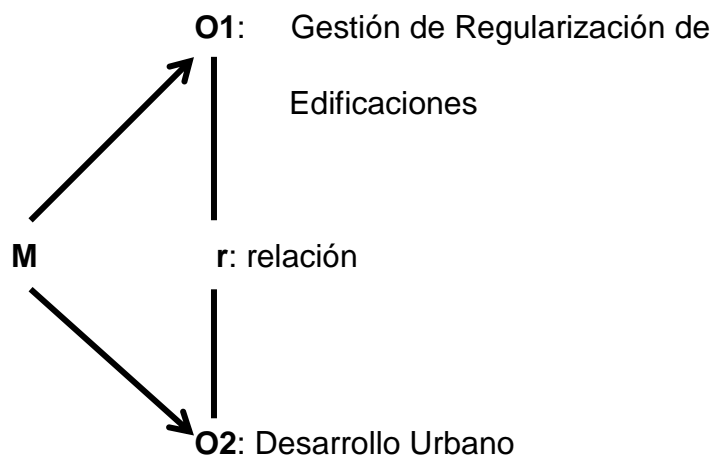 O1: Gestión de Regularización de
Edificaciones
M r: relación
O2: Desarrollo Urbano